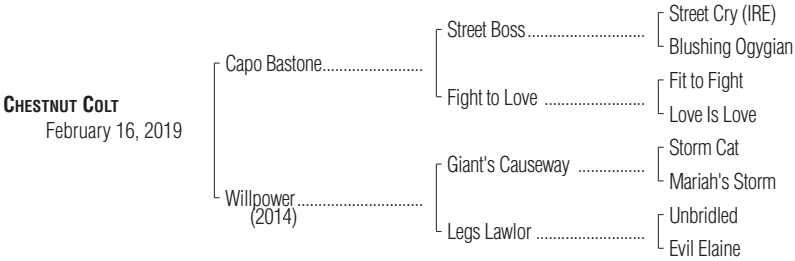 Street Cry (IRE)
Street Boss
Blushing Ogygian
Capo Bastone
Fit to Fight
Fight to Love
Love Is Love
CHESTNUT COLT
February 16, 2019
Storm Cat
Giant's Causeway
Mariah's Storm
Willpower
(2014)
Unbridled
Legs Lawlor
Evil Elaine